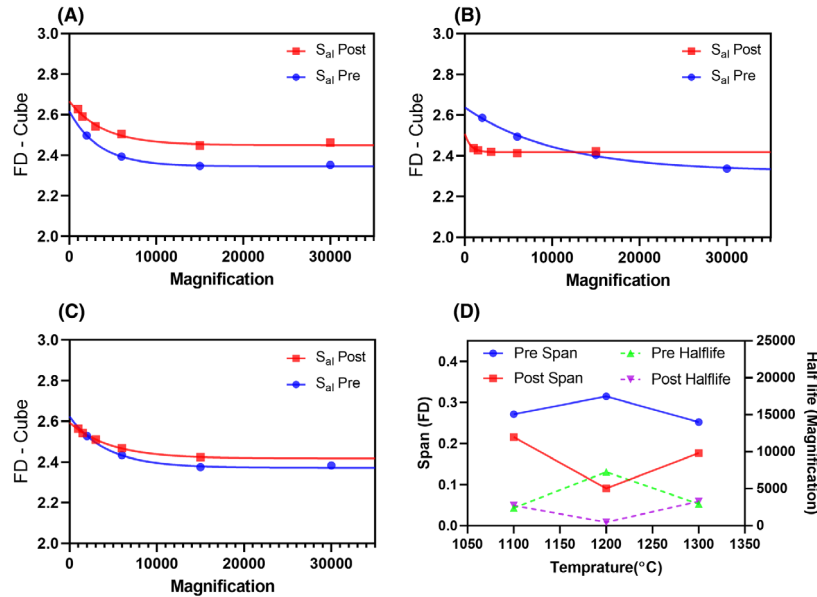 (A)
3.0
2.8
2.6
2.4
2.2
2.0
FD - Cube
0 10000 20000 30000
Magnification
Sal Post
Sal Pre
(B)
3.0
2.8
2.6
2.4
2.2
2.0
FD - Cube
0 10000 20000 30000
Magnification
Sal Post
Sal Pre
(C)
3.0
2.8
2.6
2.4
2.2
2.0
FD - Cube
0 10000 20000 30000
Magnification
Sal Post
Sal Pre
(D)
0.4
0.3
0.2
0.1
0.0
Span (FD)
Pre Span
Post Span
Pre Halflife
Post Halflife
25000
20000
15000
10000
5000
0
Half life (Magnification)
1050 1100 1150 1200 1250 1300 1350
Temprature(°C)